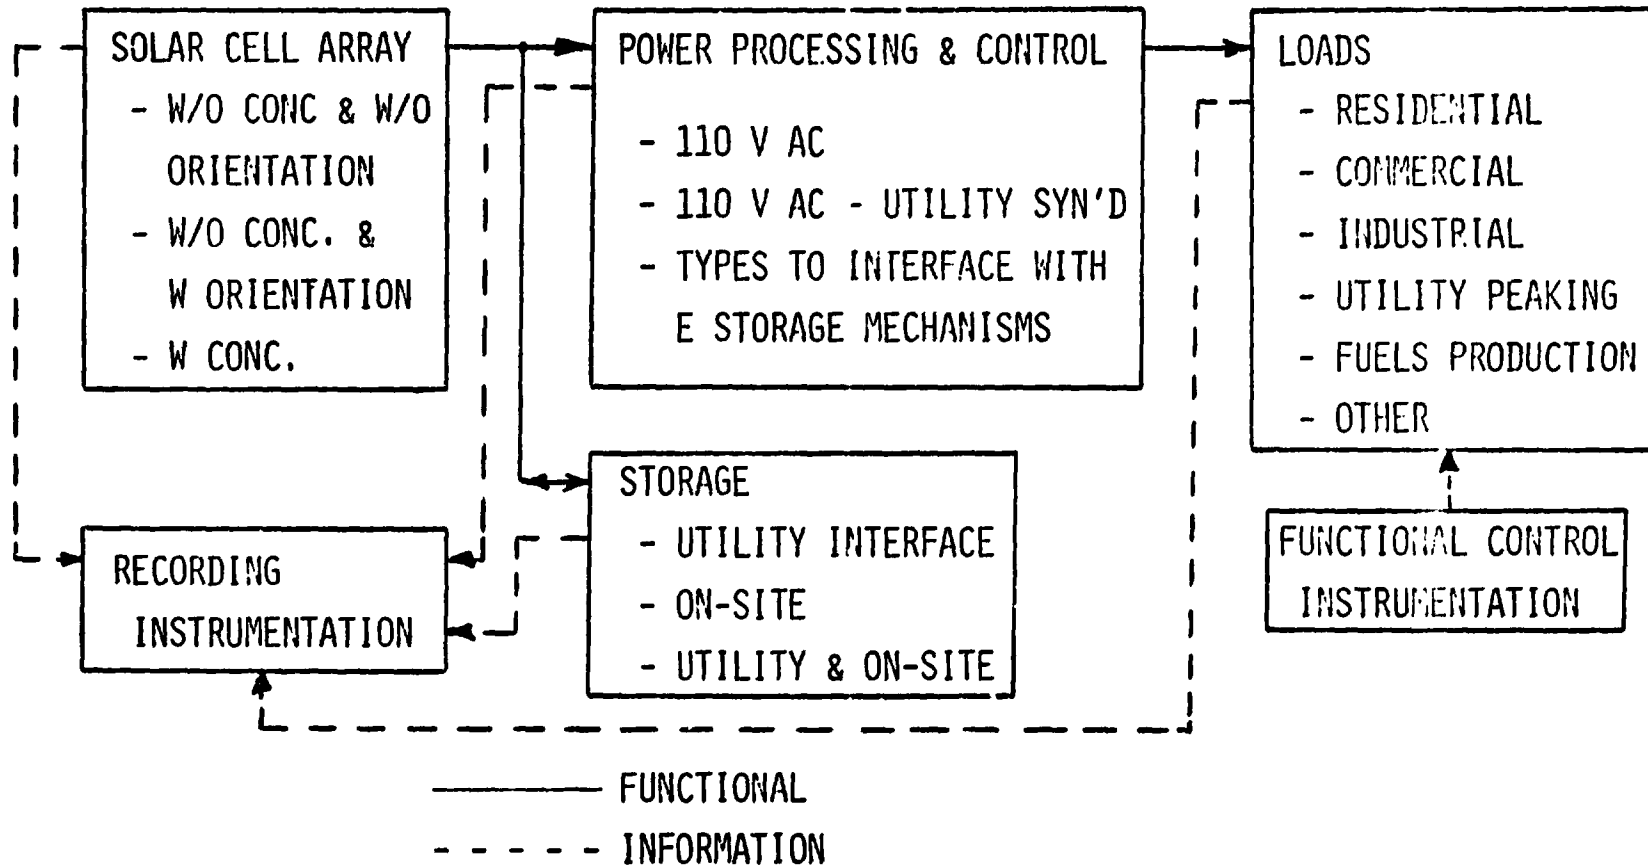 SOLAR CELL ARRAY
- W/O CONC & W/O
ORIENTATION
- W/O CONC. &
W ORIENTATION
- W CONC.
POWER PROCESSING & CONTROL
- 110 V AC
- 110 V AC - UTILITY SYN'D
- TYPES TO INTERFACE WITH
E STORAGE MECHANISMS
LOADS
- RESIDENTIAL
- COMMERCIAL
- INDUSTRIAL
- UTILITY PEAKING
- FUELS PRODUCTION
- OTHER
RECORDING
INSTRUMENTATION
STORAGE
- UTILITY INTERFACE
- ON-SITE
- UTILITY & ON-SITE
FUNCTIONAL CONTROL
INSTRUMENTATION
FUNCTIONAL
INFORMATION